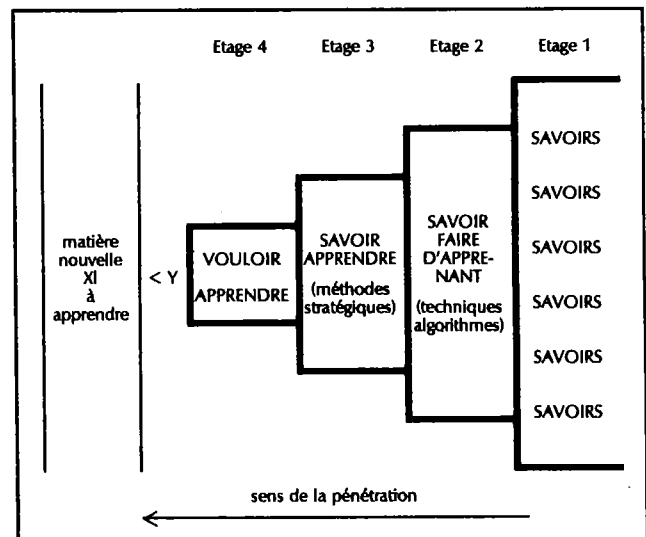 Etage 4 Etage 3 Etage 2 Etage 1
matière
nouvelle
XI
à
apprendre
< Y
VOULOIR
APPRENDRE
SAVOIR
APPRENDRE
(méthodes
stratégiques)
SAVOIR
FAIRE
D'APPRE-
NANT
(techniques
algorithmes)
SAVOIRS
SAVOIRS
SAVOIRS
SAVOIRS
SAVOIRS
SAVOIRS
sens de la pénétration